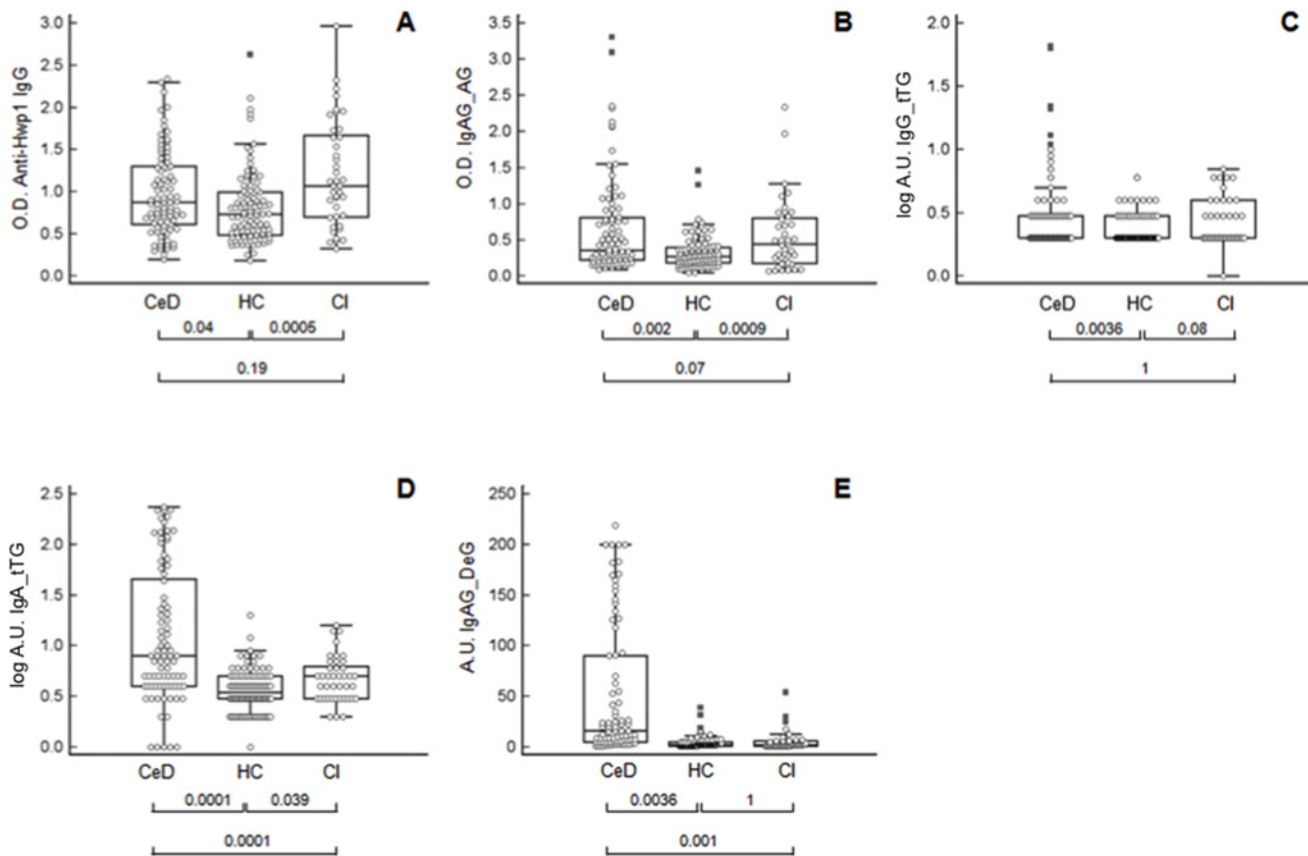 A
O.D. Anti-Hwp1 IgG
3.0
2.5
2.0
1.5
1.0
0.5
0.0
CeD HC CI
0.04 0.0005
0.19
B
O.D. IgAG_AG
3.5
3.0
2.5
2.0
1.5
1.0
0.5
0.0
CeD HC CI
0.002 0.0009
0.07
C
log A.U. IgG_tTG
2.0
1.5
1.0
0.5
0.0
CeD HC CI
0.0036 0.08
1
D
log A.U. IgA_tTG
2.5
2.0
1.5
1.0
0.5
0.0
CeD HC CI
0.0001 0.039
0.0001
E
A.U. IgAG_DeG
250
200
150
100
50
0
CeD HC CI
0.0036 1
0.001